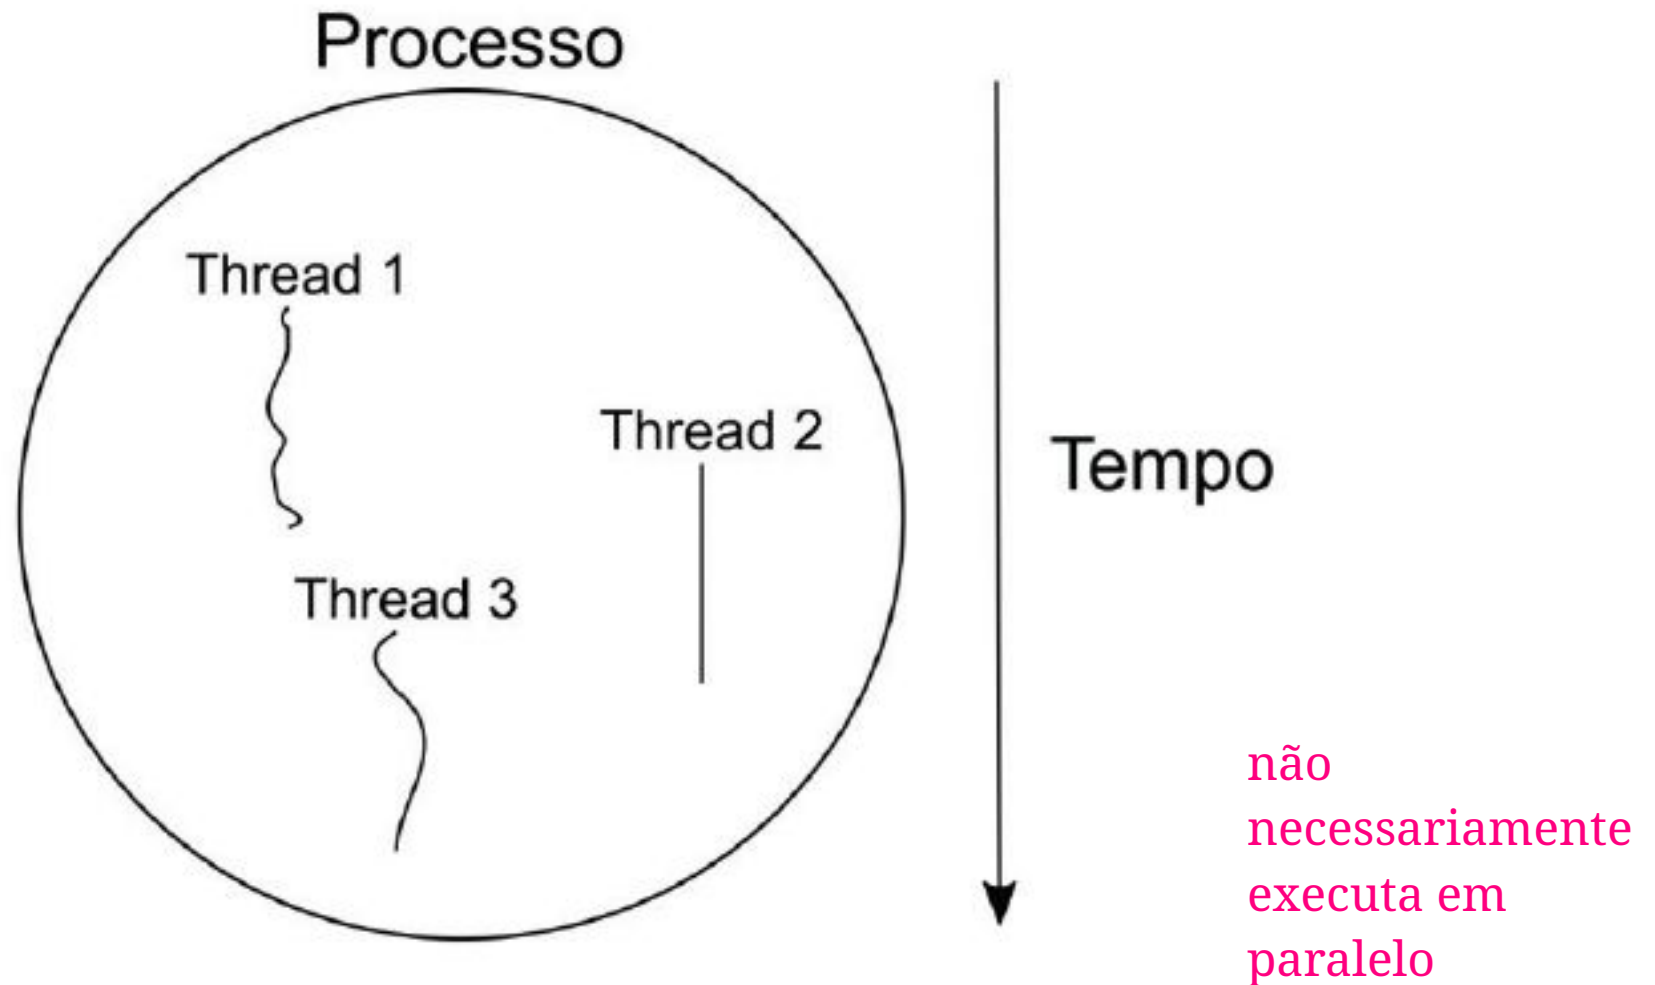 Processo
Thread 1
Thread 2
Tempo
Thread 3
não
necessariamente
executa em
paralelo